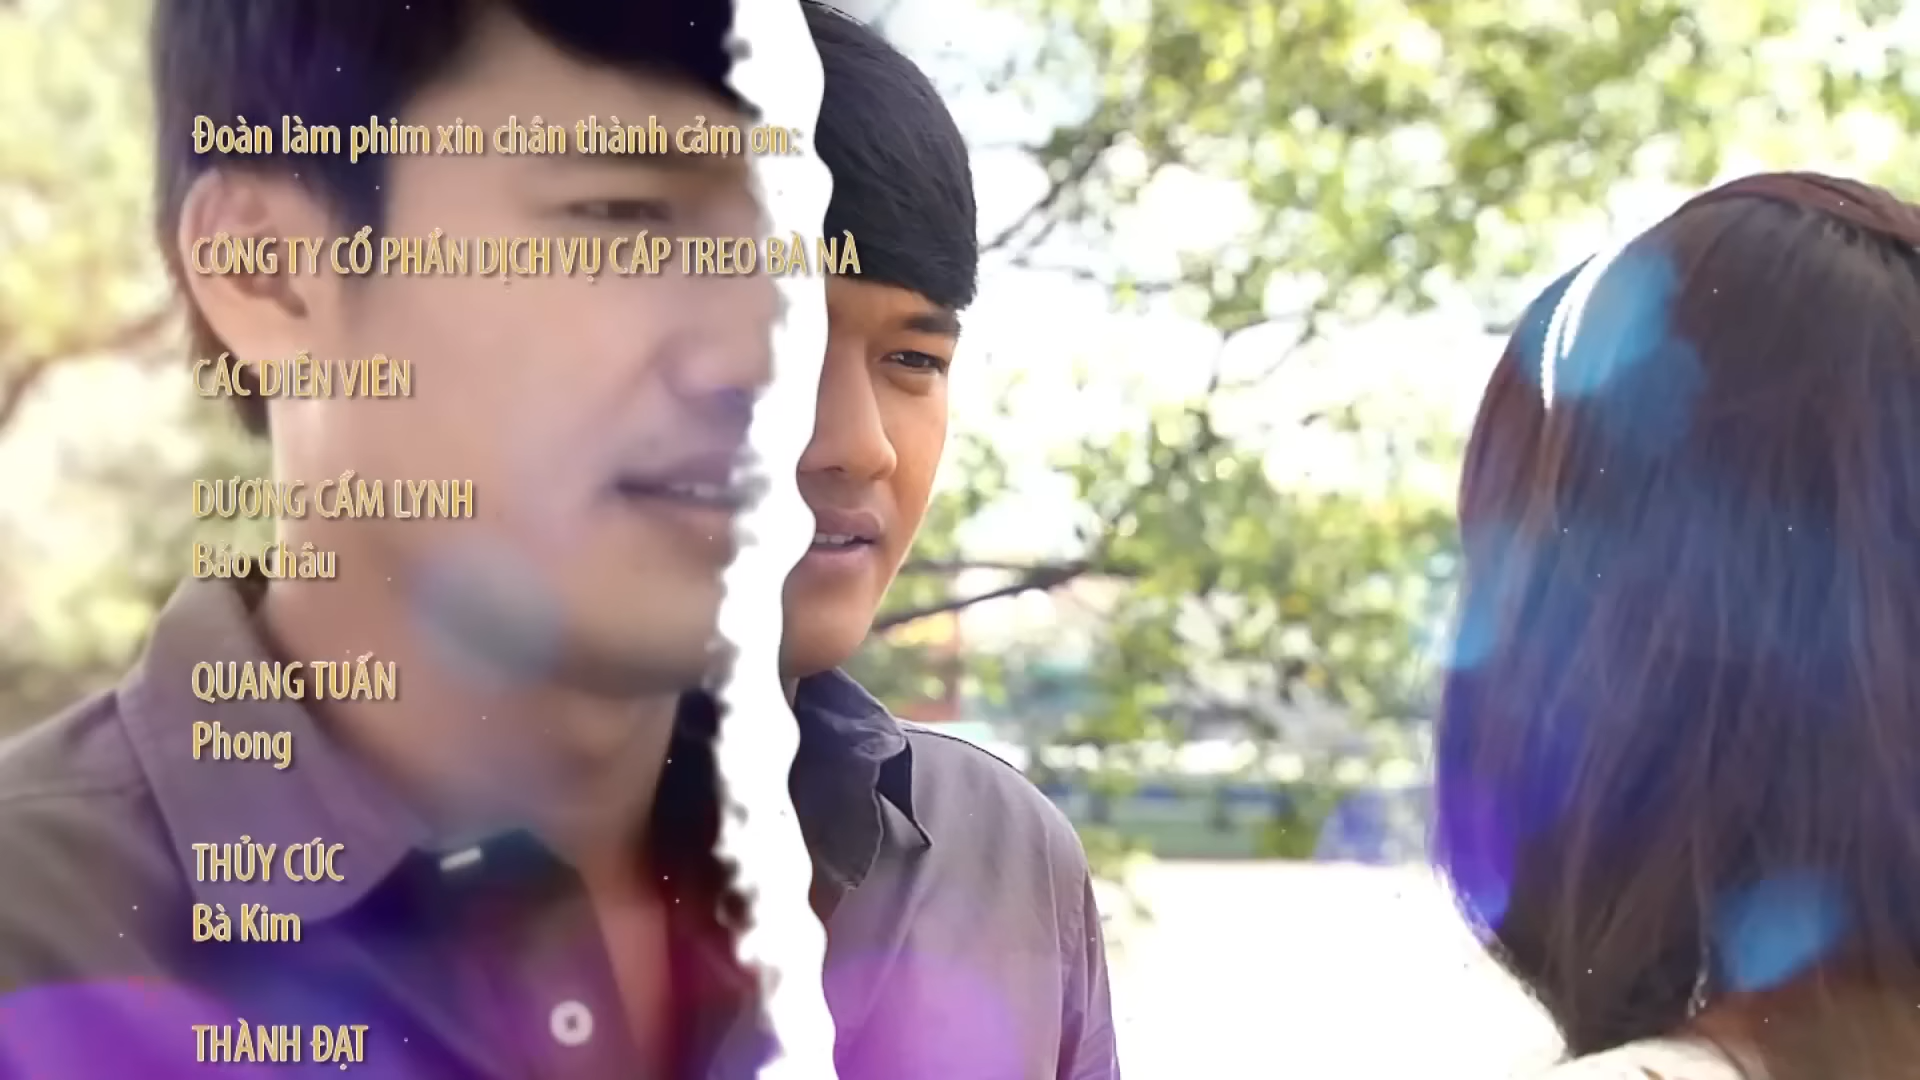 Đoàn làm phim xin chân thành cảm ơn:
CÔNG TY CỔ PHẦN DỊCH VỤ CÁP TREO BÀ NÀ
CÁC DIỄN VIÊN
DƯƠNG CẨM LYNH
Bảo Châu
QUANG TUẤN
Phong
THỦY CÚC
Bà Kim
THÀNH ĐẠT